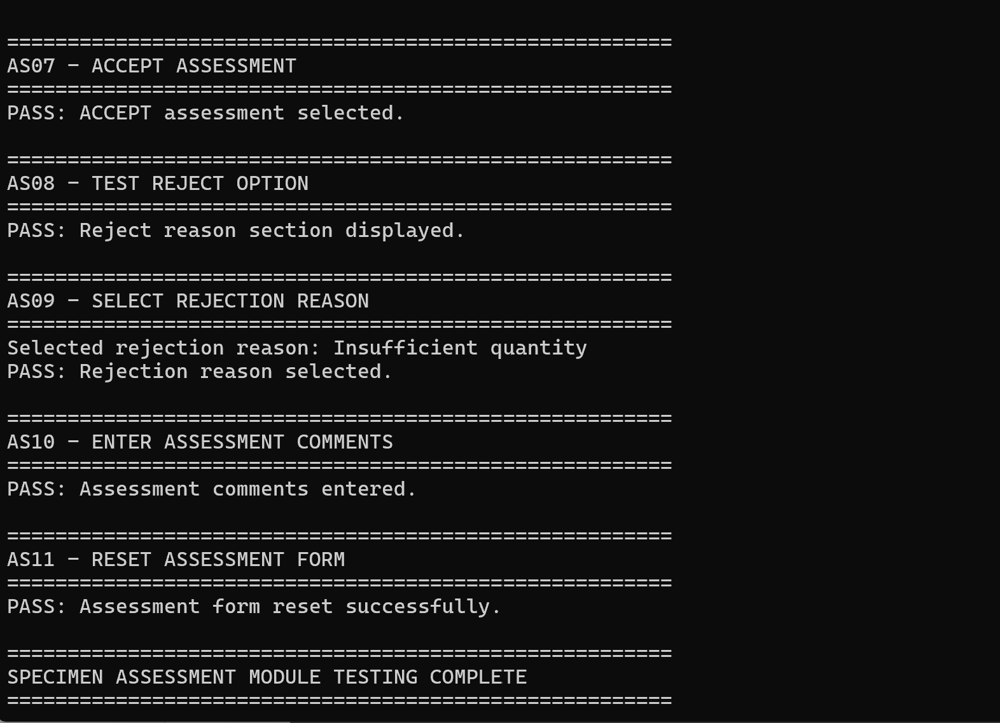 =======================================================
AS07 - ACCEPT ASSESSMENT
=======================================================
PASS: ACCEPT assessment selected.
=======================================================
AS08 - TEST REJECT OPTION
=======================================================
PASS: Reject reason section displayed.
=======================================================
AS09 - SELECT REJECTION REASON
=======================================================
Selected rejection reason: Insufficient quantity
PASS: Rejection reason selected.
=======================================================
AS10 - ENTER ASSESSMENT COMMENTS
=======================================================
PASS: Assessment comments entered.
=======================================================
AS11 - RESET ASSESSMENT FORM
=======================================================
PASS: Assessment form reset successfully.
=======================================================
SPECIMEN ASSESSMENT MODULE TESTING COMPLETE
=======================================================